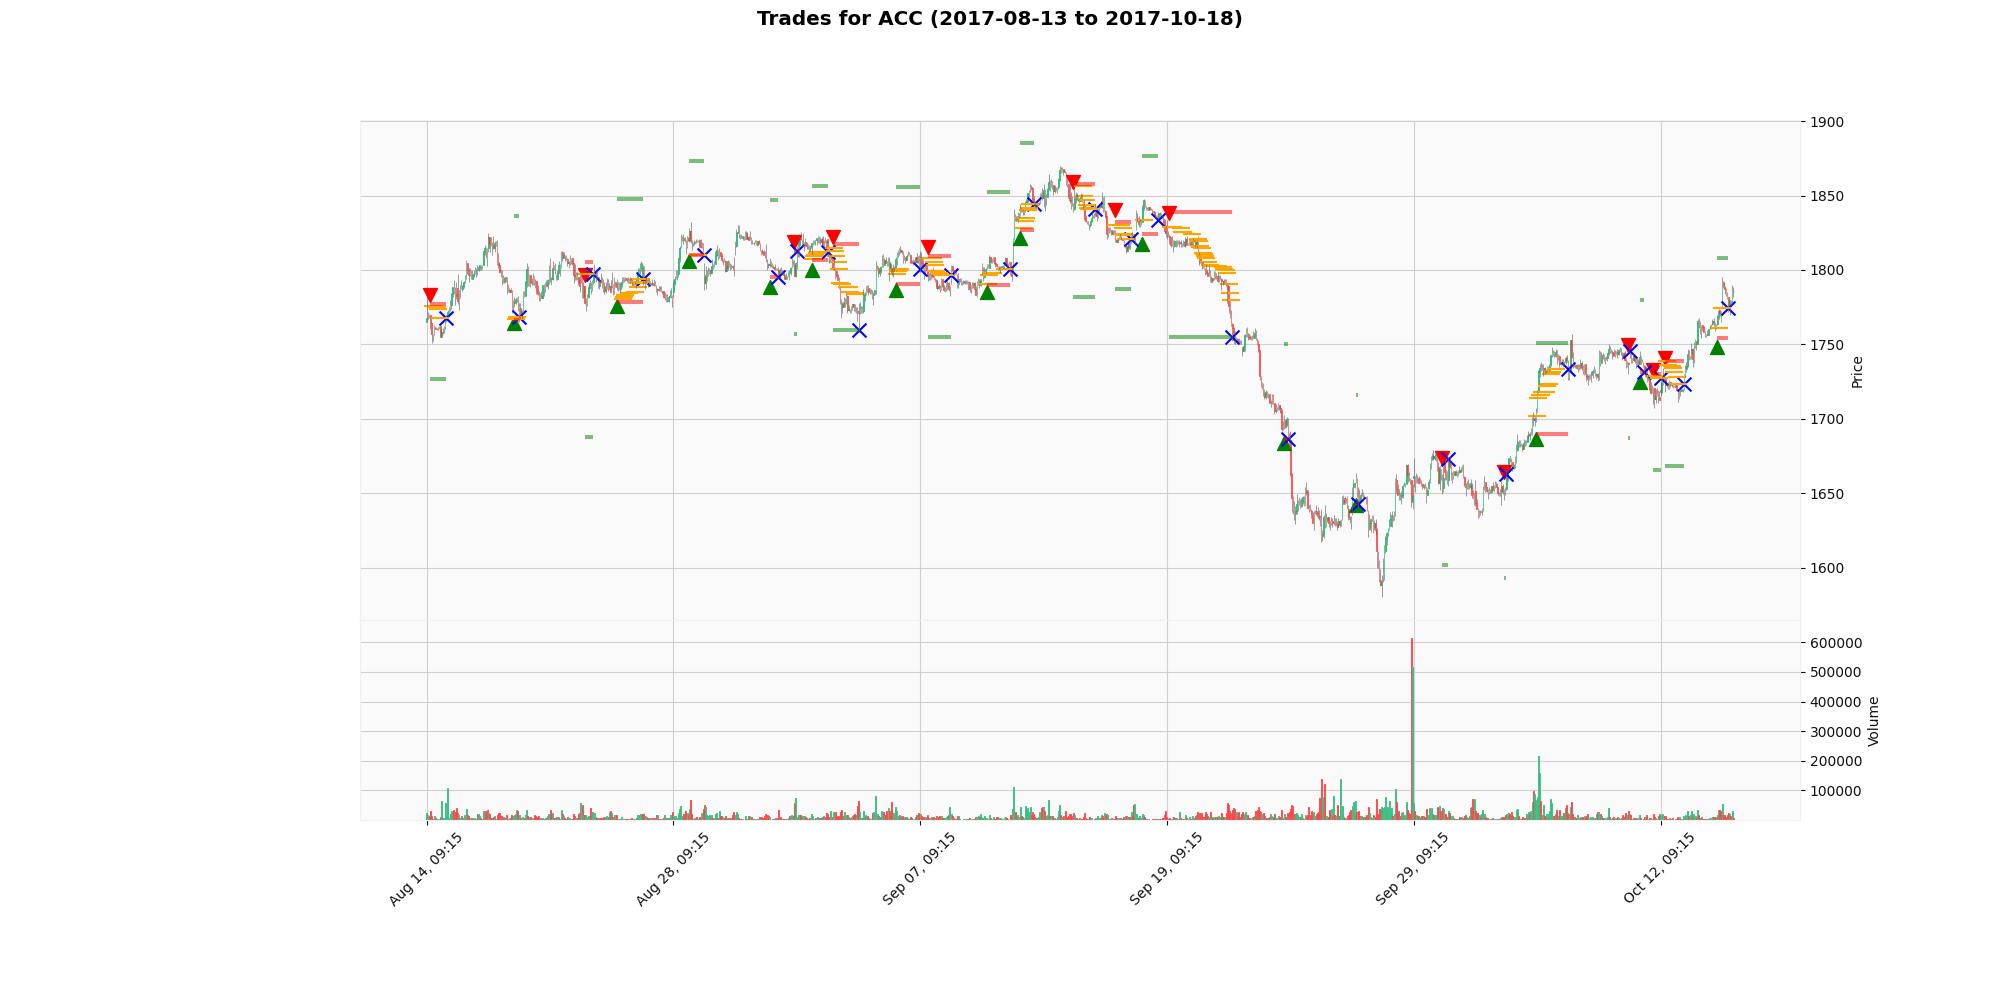 Trades for ACC (2017-08-13 to 2017-10-18)
1900
1850
1800
1750
1700
1650
1600
Price
600000
500000
400000
300000
200000
100000
Volume
Aug 14, 09:15
Aug 28, 09:15
Sep 07, 09:15
Sep 19, 09:15
Sep 29, 09:15
Oct 12, 09:15